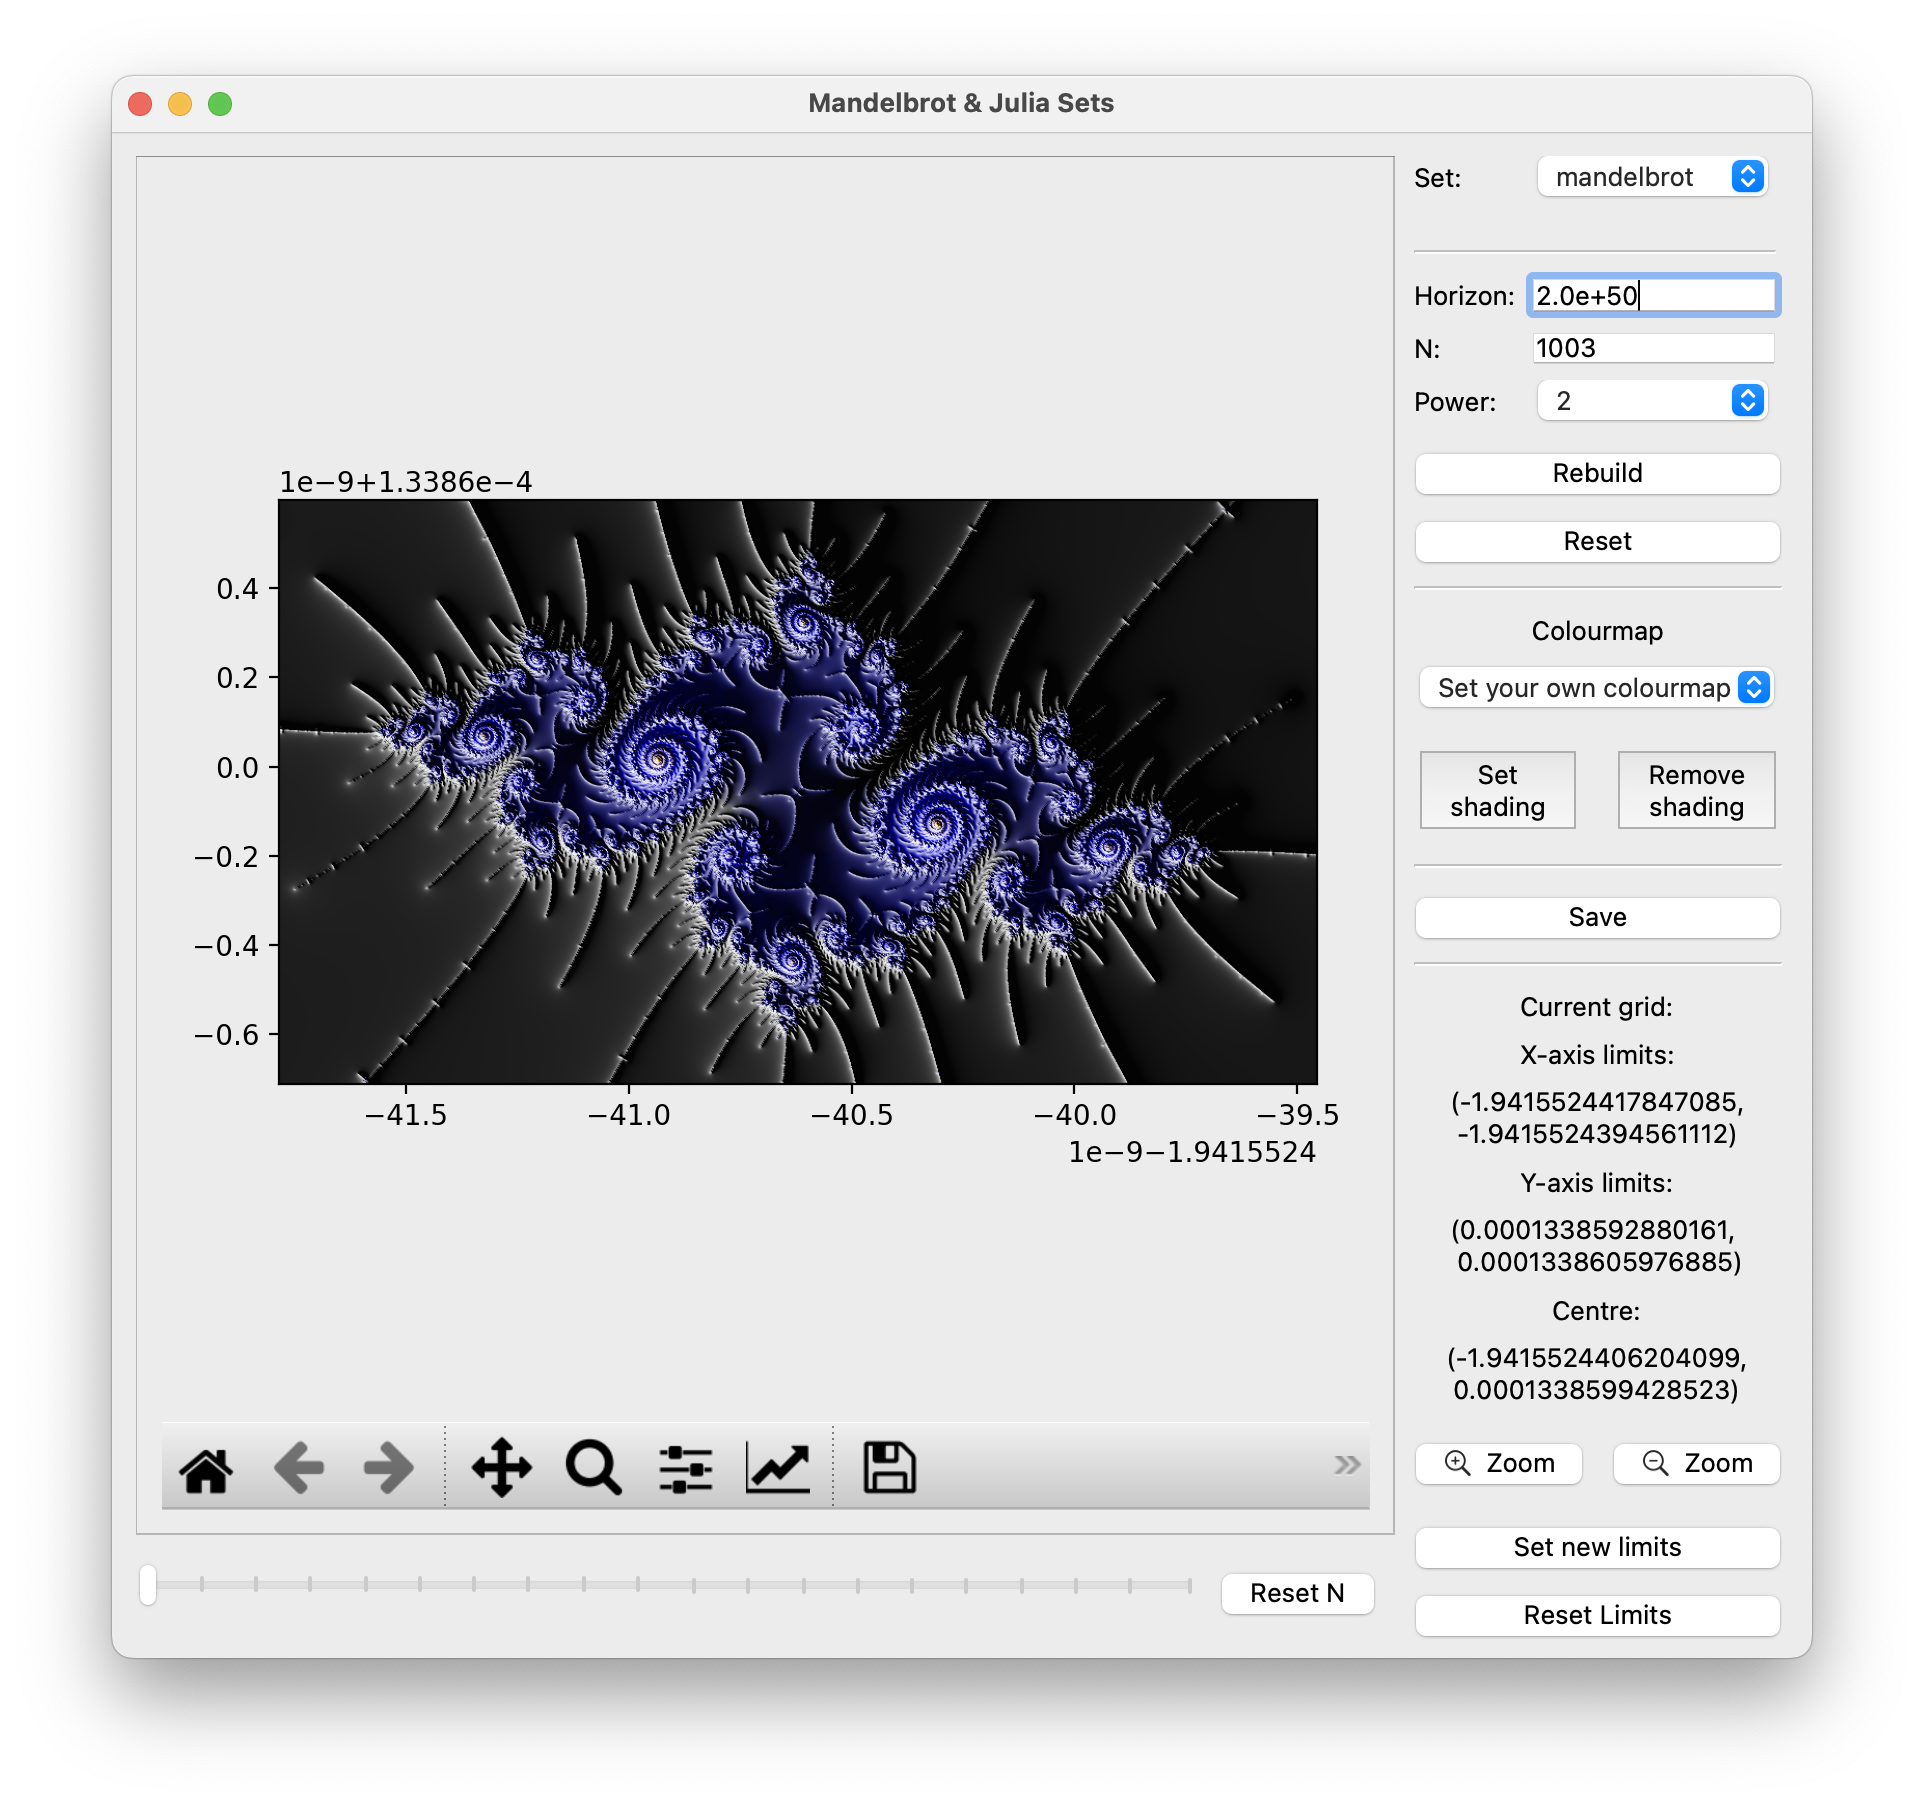 Mandelbrot & Julia Sets
Set:
mandelbrot
Horizon:
2.0e+50
N:
1003
Power:
2
Rebuild
Reset
Colourmap
Set your own colourmap
Set
shading
Remove
shading
Save
Current grid:
X-axis limits:
(-1.9415524417847085,
-1.9415524394561112)
Y-axis limits:
(0.0001338592880161,
0.0001338605976885)
Centre:
(-1.9415524406204099,
0.0001338599428523)
Zoom
Zoom
Set new limits
Reset Limits
1e−9+1.3386e−4
0.4
0.2
0.0
−0.2
−0.4
−0.6
−41.5
−41.0
−40.5
−40.0
−39.5
1e−9−1.9415524
Reset N